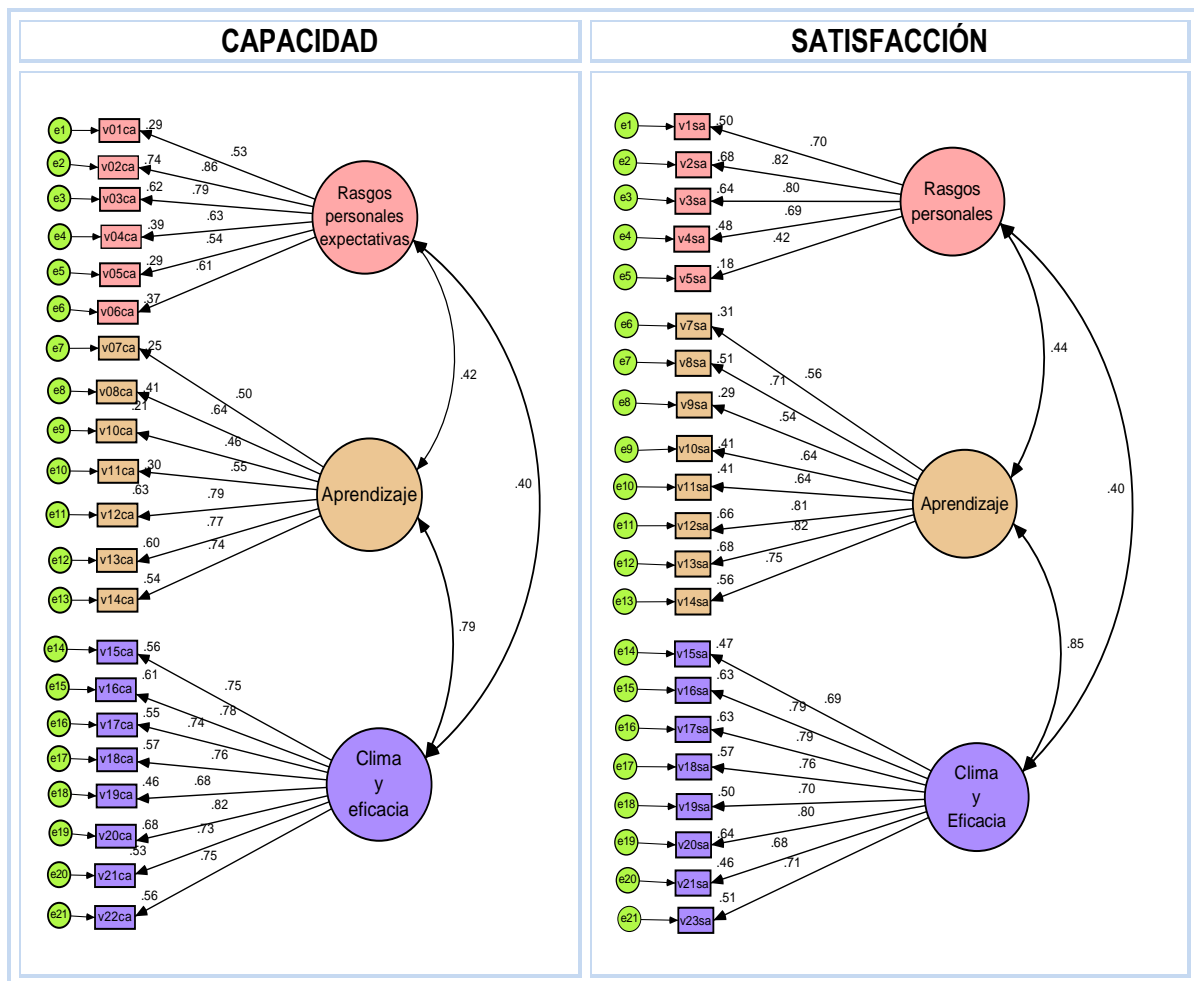 CAPACIDAD
e1 v01ca .29
.53
e2 v02ca .74
.86
e3 v03ca .62
.79
e4 v04ca .39
.63
e5 v05ca .29
.54
e6 v06ca .37
.61
Rasgos
personales
expectativas
e7 v07ca .25
.50
e8 v08ca .41
.64
e9 v10ca .21
.46
e10 v11ca .30
.55
e11 v12ca .63
.79
e12 v13ca .60
.77
e13 v14ca .54
.74
Aprendizaje
e14 v15ca .56
.75
e15 v16ca .61
.78
e16 v17ca .55
.74
e17 v18ca .57
.76
e18 v19ca .46
.68
e19 v20ca .68
.82
e20 v21ca .53
.73
e21 v22ca .56
.75
Clima
y
eficacia
.42
.40
.79
SATISFACCIÓN
e1 v1sa .50
.70
e2 v2sa .68
.82
e3 v3sa .64
.80
e4 v4sa .48
.69
e5 v5sa .18
.42
Rasgos
personales
e6 v7sa .31
.56
e7 v8sa .51
.71
e8 v9sa .29
.54
e9 v10sa .41
.64
e10 v11sa .41
.64
e11 v12sa .66
.81
e12 v13sa .68
.82
e13 v14sa .56
.75
Aprendizaje
e14 v15sa .47
.69
e15 v16sa .63
.79
e16 v17sa .63
.79
e17 v18sa .57
.76
e18 v19sa .50
.70
e19 v20sa .64
.80
e20 v21sa .46
.68
e21 v23sa .51
.71
Clima
y
Eficacia
.44
.40
.85